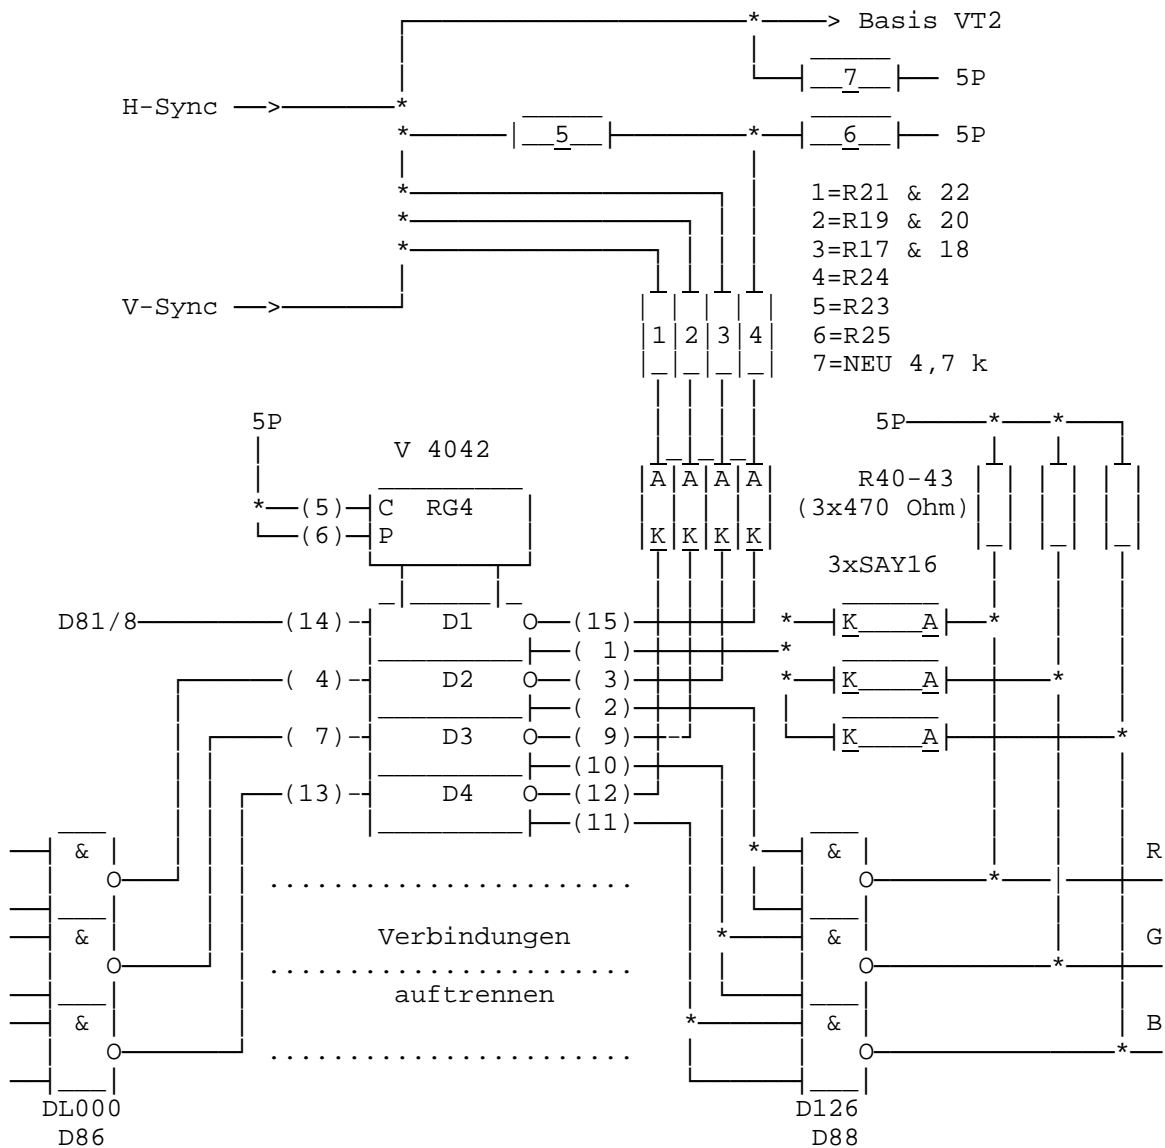 Basis VT2
7 5P
H-Sync
5 6 5P
1=R21 & 22
2=R19 & 20
3=R17 & 18
4=R24
V-Sync
5=R23
1 2 3 4
6=R25
7=NEU 4,7 k
5P 5P
V 4042
A A A A R40-43
(5) C RG4 (3x470 Ohm)
(6) P K K K K
3xSAY16
D81/8 (14) D1 O (15) K A
( 1)
( 4) D2 O ( 3) K A
( 2)
( 7) D3 O ( 9) K A
(10)
(13) D4 O (12)
(11)
& & R
O O
& Verbindungen & G
O O
auftrennen
& & B
O O
DL000 D126
D86 D88